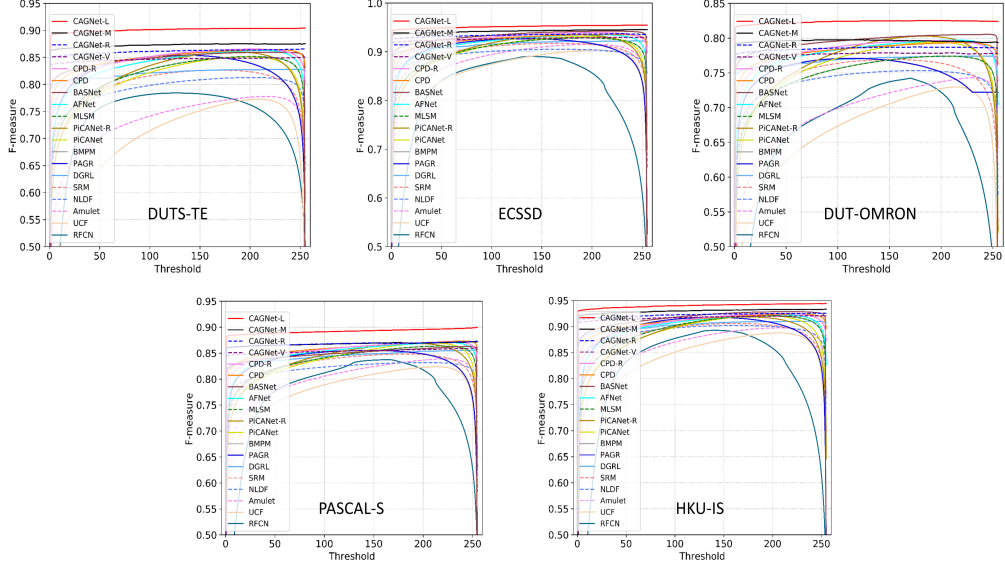 0.95
0.90
0.85
0.80
0.75
0.70
0.65
0.60
0.55
0.50
F-measure
CAGNet-L
CAGNet-M
CAGNet-R
CAGNet-V
CPD-R
CPD
BASNet
AFNet
MLSM
PiCANet-R
PiCANet
BMPM
PAGR
DGRL
SRM
NLDF
Amulet
UCF
RFCN
DUTS-TE
0 50 100 150 200 250
Threshold
1.0
0.9
0.8
0.7
0.6
0.5
F-measure
CAGNet-L
CAGNet-M
CAGNet-R
CAGNet-V
CPD-R
CPD
BASNet
AFNet
MLSM
PiCANet-R
PiCANet
BMPM
PAGR
DGRL
SRM
NLDF
Amulet
UCF
RFCN
ECSSD
0 50 100 150 200 250
Threshold
0.85
0.80
0.75
0.70
0.65
0.60
0.55
0.50
F-measure
CAGNet-L
CAGNet-M
CAGNet-R
CAGNet-V
CPD-R
CPD
BASNet
AFNet
MLSM
PiCANet-R
PiCANet
BMPM
PAGR
DGRL
SRM
NLDF
Amulet
UCF
RFCN
DUT-OMRON
0 50 100 150 200 250
Threshold
0.95
0.90
0.85
0.80
0.75
0.70
0.65
0.60
0.55
0.50
F-measure
CAGNet-L
CAGNet-M
CAGNet-R
CAGNet-V
CPD-R
CPD
BASNet
AFNet
MLSM
PiCANet-R
PiCANet
BMPM
PAGR
DGRL
SRM
NLDF
Amulet
UCF
RFCN
PASCAL-S
0 50 100 150 200 250
Threshold
0.95
0.90
0.85
0.80
0.75
0.70
0.65
0.60
0.55
0.50
F-measure
CAGNet-L
CAGNet-M
CAGNet-R
CAGNet-V
CPD-R
CPD
BASNet
AFNet
MLSM
PiCANet-R
PiCANet
BMPM
PAGR
DGRL
SRM
NLDF
Amulet
UCF
RFCN
HKU-IS
0 50 100 150 200 250
Threshold